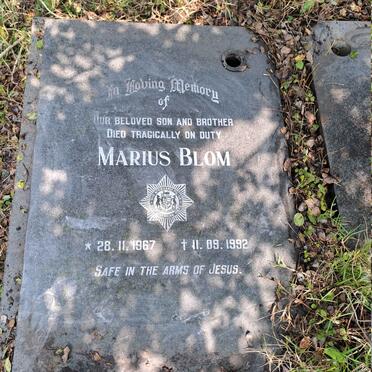 In Loving Memory
of
OUR BELOVED SON AND BROTHER
DIED TRAGICALLY ON DUTY
MARIUS BLOM
* 28.11.1967 † 11.09.1992
SAFE IN THE ARMS OF JESUS.